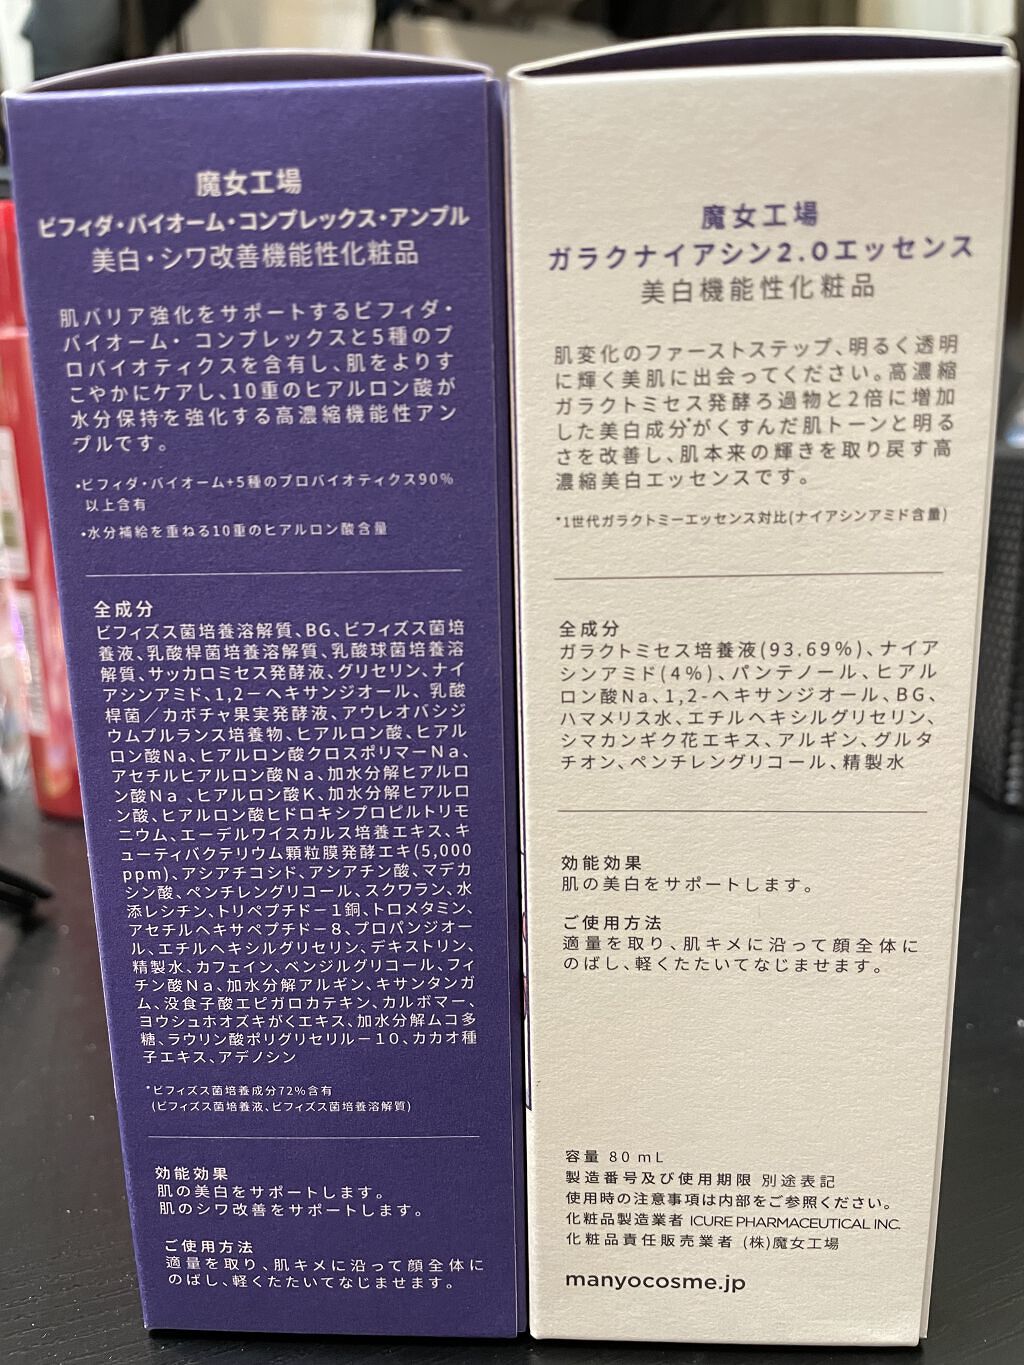 魔女工場
ビフィダ・バイオーム・コンプレックス・アンプル
美白・シワ改善機能性化粧品
肌バリア強化をサポートするビフィダ・
バイオーム・ コンプレックスと5種のプ
ロバイオティクスを含有し、肌をよりす
こやかにケアし、10重のヒアルロン酸が
水分保持を強化する高濃縮機能性アン
プルです。
•ビフィダ・バイオーム+5種のプロバイオティクス90%
以上含有
•水分補給を重ねる10重のヒアルロン酸含量
全成分
ビフィズス菌培養溶解質、BG、ビフィズス菌培
養液、乳酸桿菌培養溶解質、乳酸球菌培養溶
解質、サッカロミセス発酵液、グリセリン、ナイ
アシンアミド、1,2－ヘキサンジオール、乳酸
桿菌／カボチャ果実発酵液、アウレオバシジ
ウムプルランス培養物、ヒアルロン酸、ヒアル
ロン酸Na、ヒアルロン酸クロスポリマーＮａ、
アセチルヒアルロン酸Ｎａ、加水分解ヒアルロ
ン酸Ｎａ 、ヒアルロン酸K、加水分解ヒアルロ
ン酸、ヒアルロン酸ヒドロキシプロピルトリモ
ニウム、エーデルワイスカルス培養エキス、キ
ューティバクテリウム顆粒膜発酵エキ(5,000
ppm)、アシアチコシド、アシアチン酸、マデカ
シン酸、ペンチレングリコール、スクワラン、水
添レシチン、トリペプチド－１銅、トロメタミン、
アセチルヘキサペプチド－８、プロパンジオー
ル、エチルヘキシルグリセリン、デキストリン、
精製水、カフェイン、ベンジルグリコール、フィ
チン酸Ｎａ、加水分解アルギン、キサンタンガ
ム、没食子酸エピガロカテキン、カルボマー、
ヨウシュホオズキがくエキス、加水分解ムコ多
糖、ラウリン酸ポリグリセリル－１０、カカオ種
子エキス、アデノシン
*ビフィズス菌培養成分72%含有
(ビフィズス菌培養液、ビフィズス菌培養溶解質)
効能効果
肌の美白をサポートします。
肌のシワ改善をサポートします。
ご使用方法
適量を取り、肌キメに沿って顔全体に
のばし、軽くたたいてなじませます。
魔女工場
ガラクナイアシン2.0エッセンス
美白機能性化粧品
肌変化のファーストステップ、明るく透明
に輝く美肌に出会ってください。高濃縮
ガラクトミセス発酵ろ過物と2倍に増加
した美白成分*がくすんだ肌トーンと明る
さを改善し、肌本来の輝きを取り戻す高
濃縮美白エッセンスです。
*1世代ガラクトミーエッセンス対比(ナイアシンアミド含量)
全成分
ガラクトミセス培養液(93.69%)、ナイア
シンアミド(4%)、パンテノール、ヒアル
ロン酸Na、1,2-ヘキサンジオール、BG、
ハマメリス水、エチルヘキシルグリセリン、
シマカンギク花エキス、アルギン、グルタ
チオン、ペンチレングリコール、精製水
効能効果
肌の美白をサポートします。
ご使用方法
適量を取り、肌キメに沿って顔全体に
のばし、軽くたたいてなじませます。
容量 80 mL
製造番号及び使用期限 別途表記
使用時の注意事項は内部をご参照ください。
化粧品製造業者 ICURE PHARMACEUTICAL INC.
化粧品責任販売業者 (株)魔女工場
manyocosme.jp